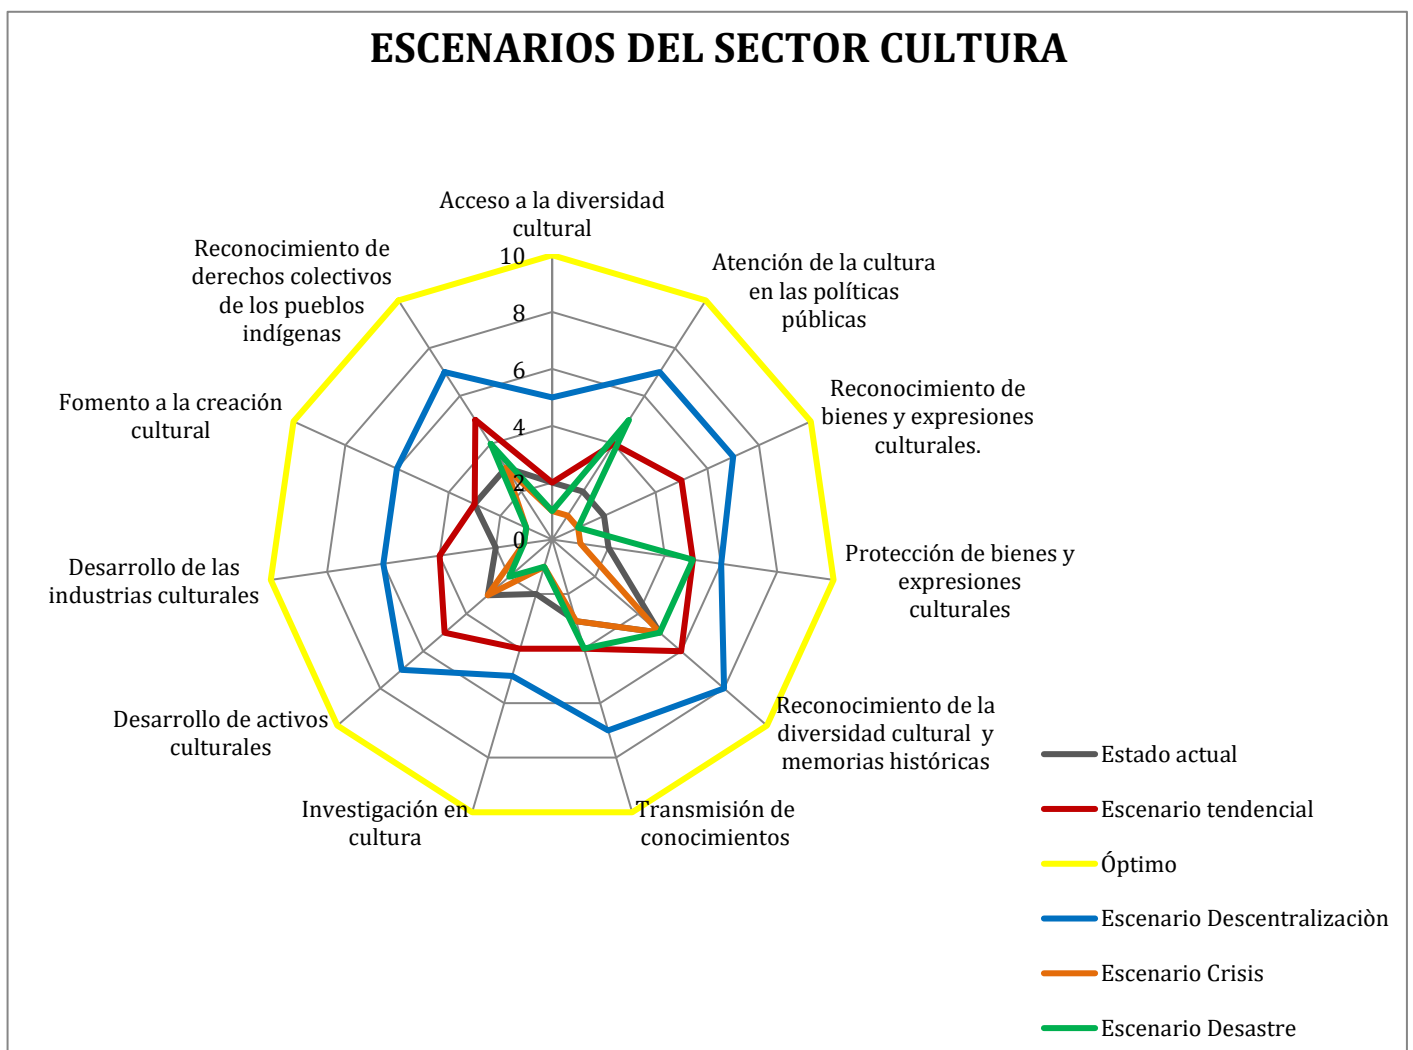 ESCENARIOS DEL SECTOR CULTURA
Acceso a la diversidad
cultural
Atención de la cultura
en las políticas
públicas
Reconocimiento de
bienes y expresiones
culturales.
Protección de bienes y
expresiones
culturales
Reconocimiento de la
diversidad cultural y
memorias históricas
Transmisión de
conocimientos
Investigación en
cultura
Desarrollo de activos
culturales
Desarrollo de las
industrias culturales
Fomento a la creación
cultural
Reconocimiento de
derechos colectivos
de los pueblos
indígenas
10
8
6
4
2
0
Estado actual
Escenario tendencial
Óptimo
Escenario Descentralizaciòn
Escenario Crisis
Escenario Desastre